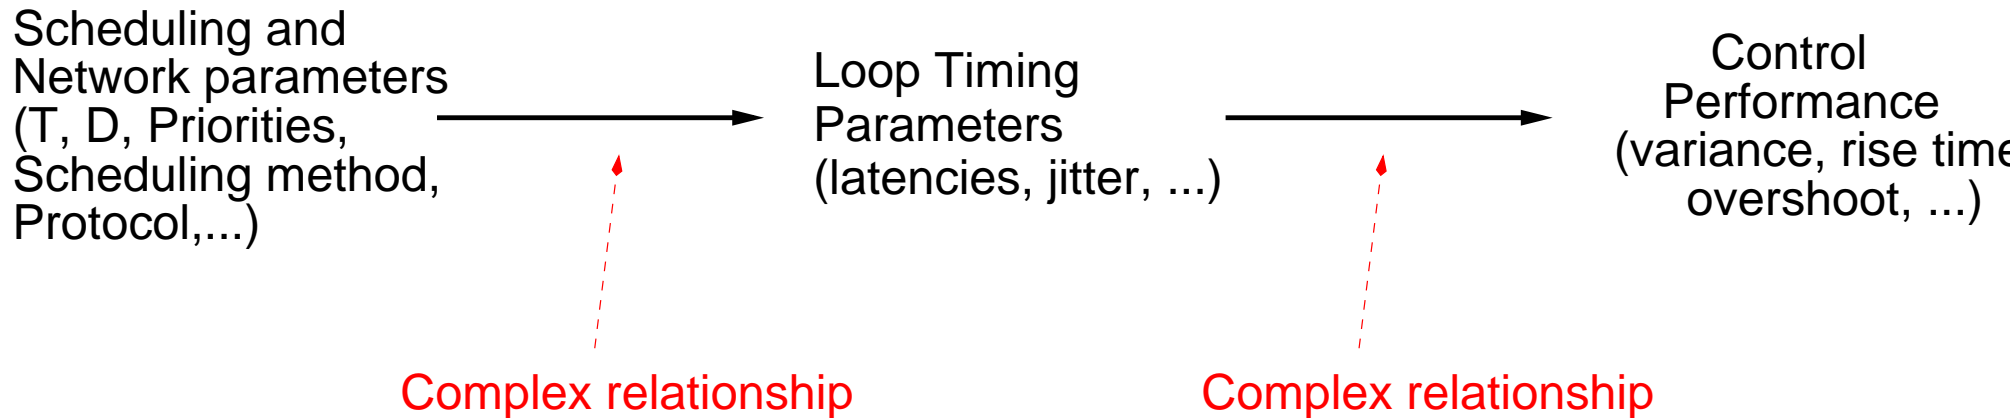 Scheduling and
Network parameters
(T, D, Priorities,
Scheduling method,
Protocol,...)
Loop Timing
Parameters
(latencies, jitter, ...)
Control
Performance
(variance, rise time
overshoot, ...)
Complex relationship
Complex relationship